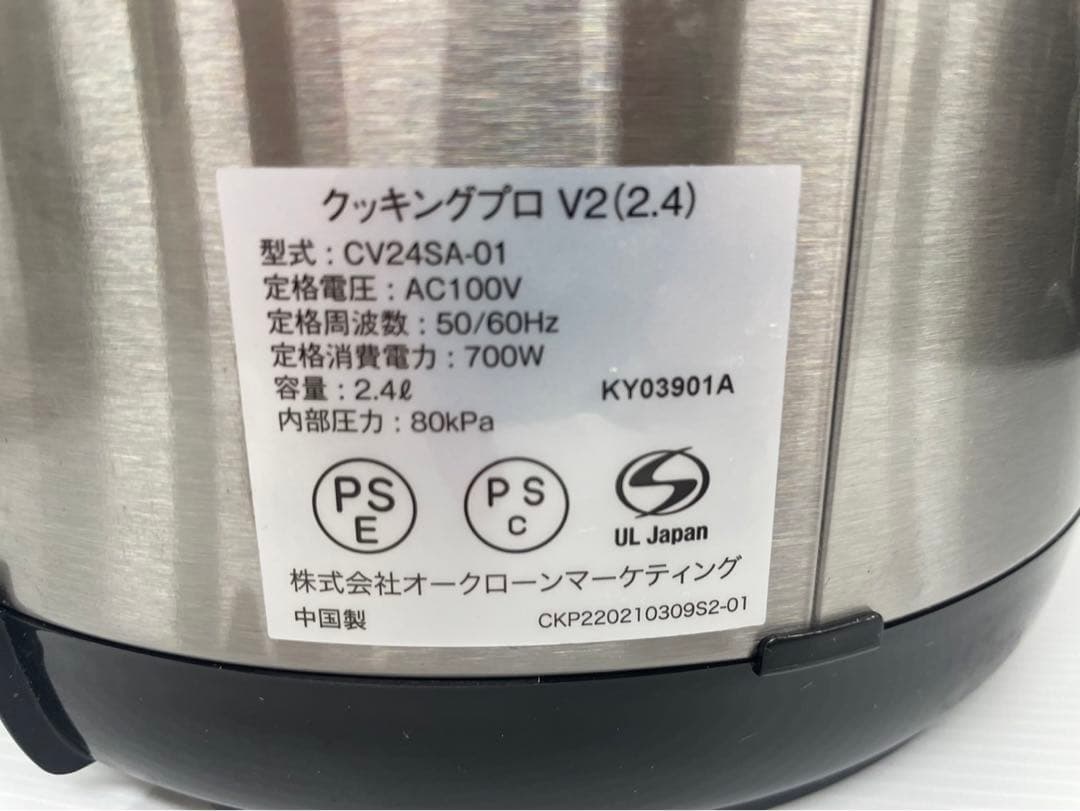 クッキングプロ V2(2.4)
型式 : CV24SA-01
定格電圧 : AC100V
定格周波数 : 50/60Hz
定格消費電力 : 700W
容量 : 2.4ℓ KY03901A
内部圧力 : 80kPa
PS E
PS C
UL Japan
株式会社オークローンマーケティング
中国製 CKP220210309S2-01